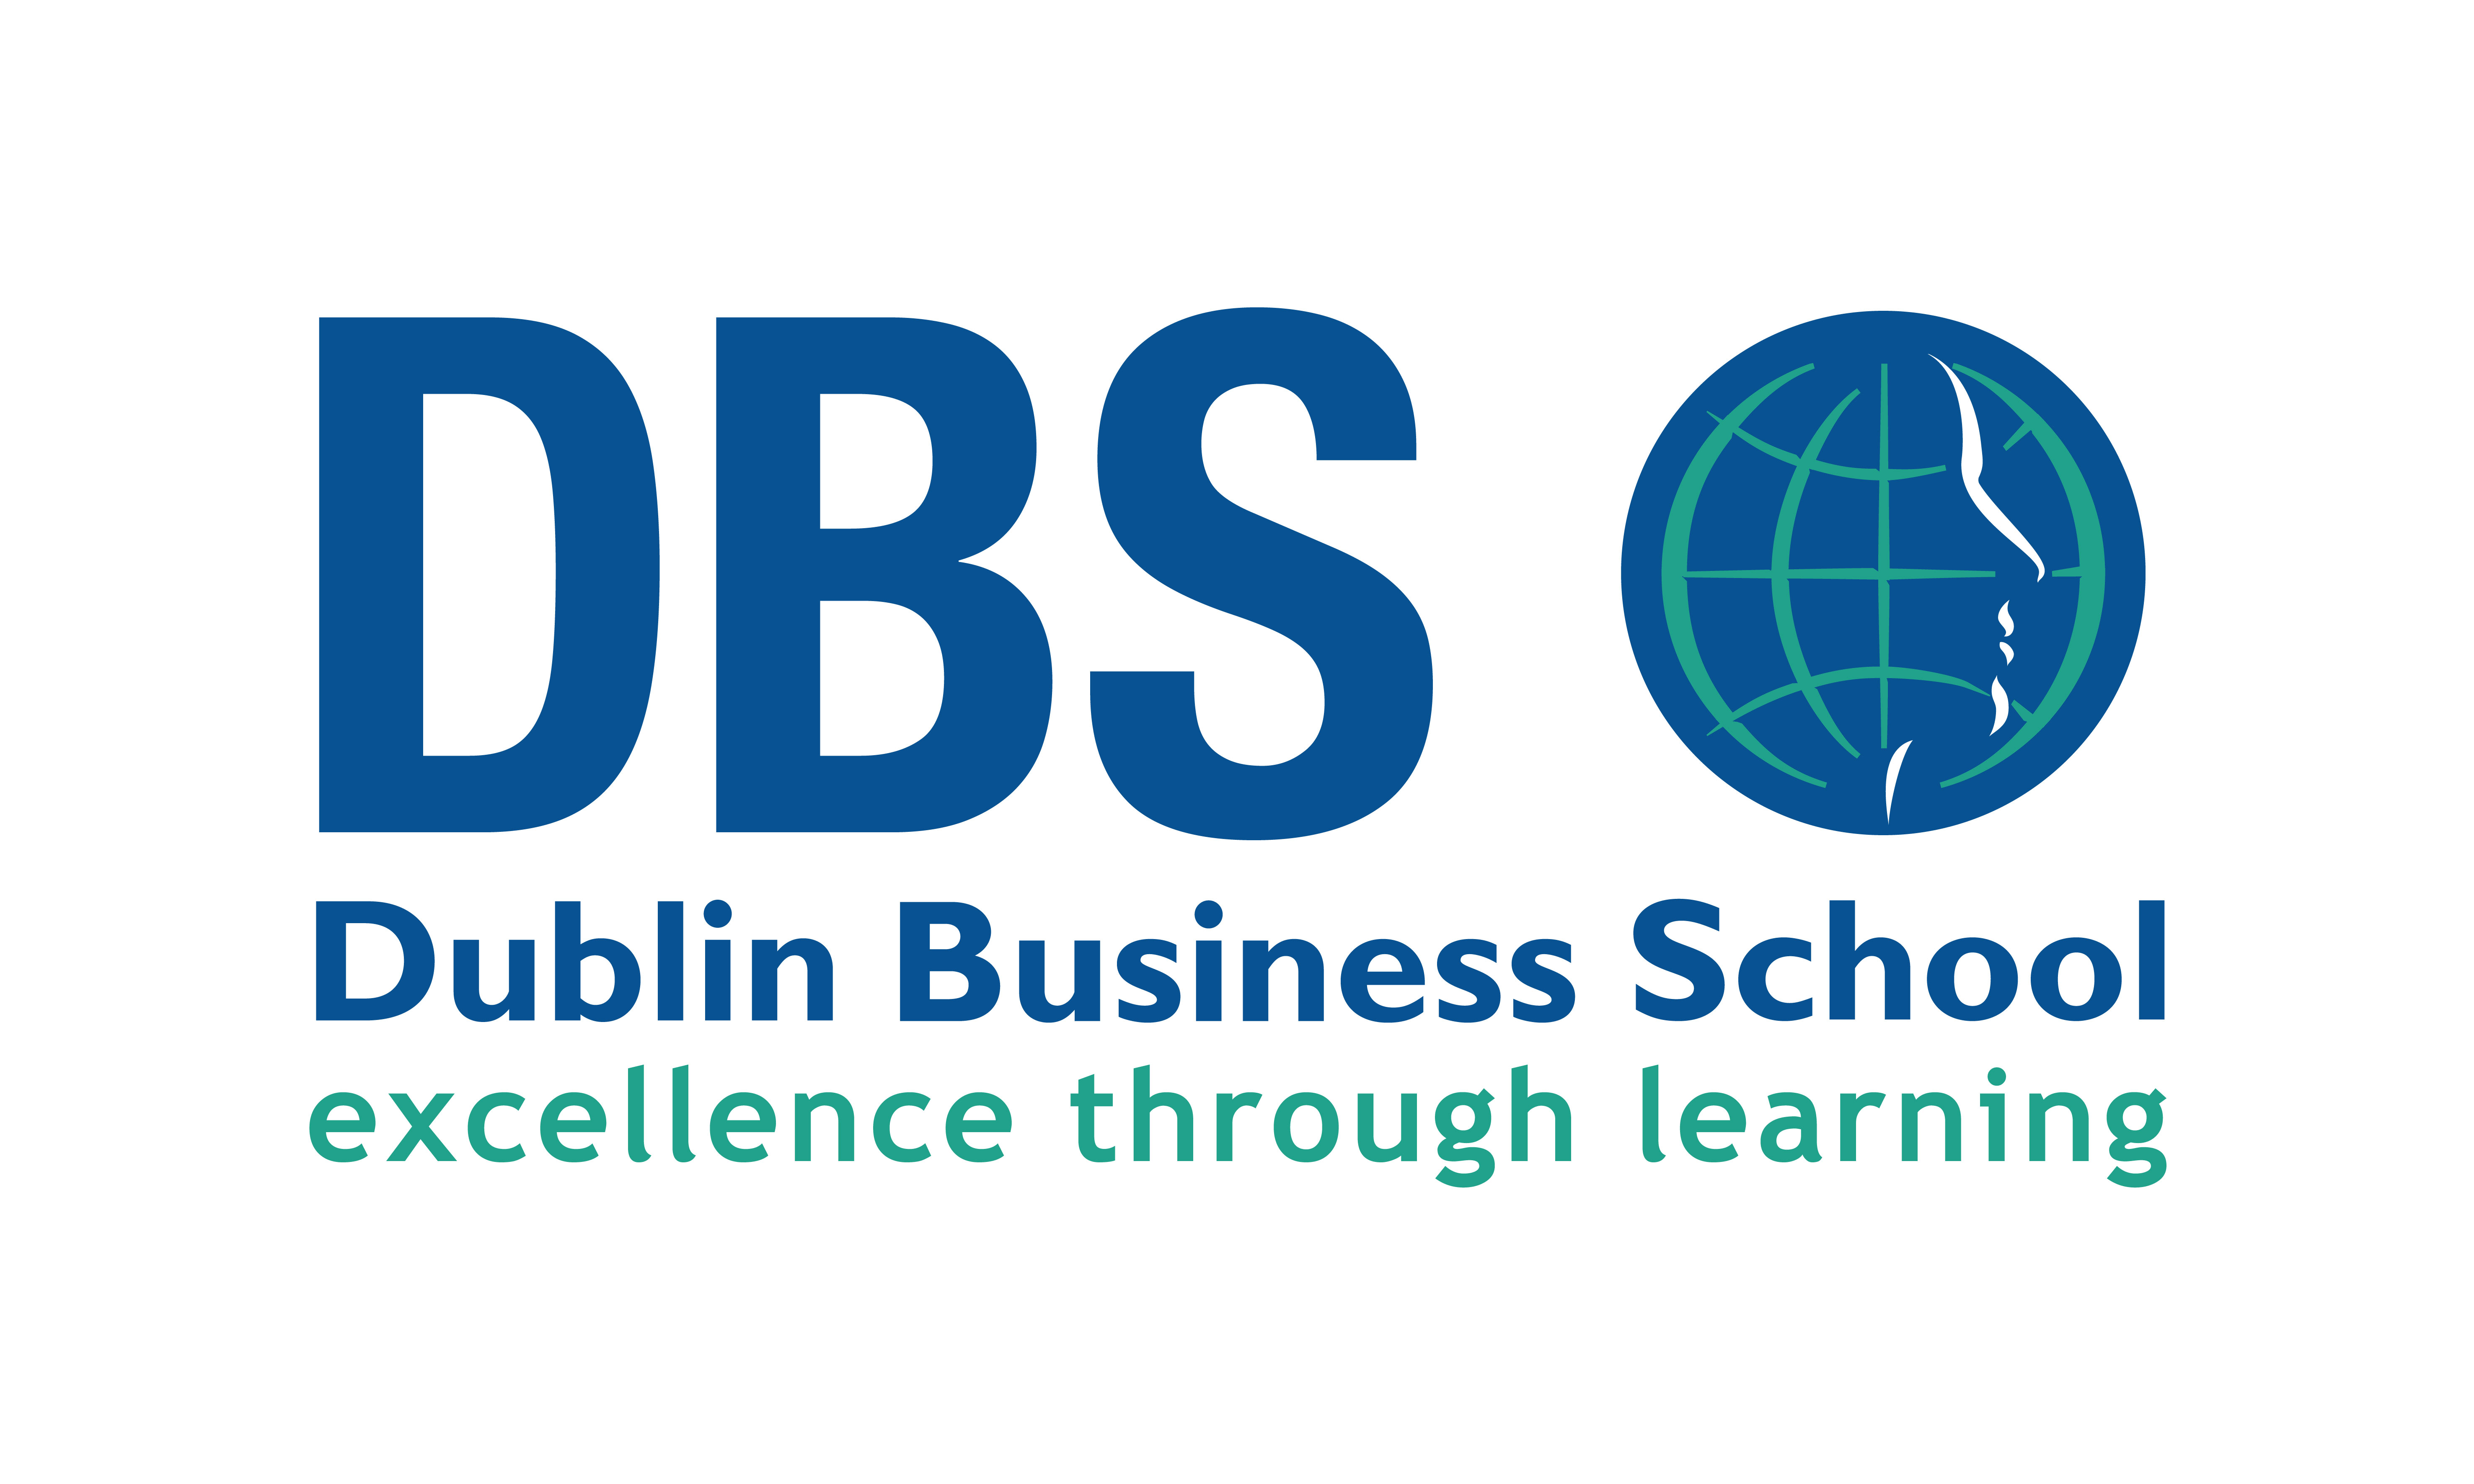 DBS
Dublin Business School
excellence through learning